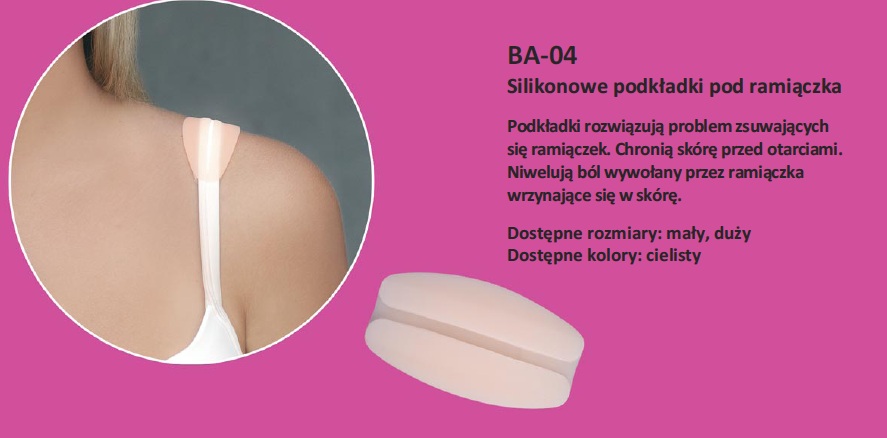 BA-04
Silikonowe podkładki pod ramiączka
Podkładki rozwiązują problem zsuwających
się ramiączek. Chronią skórę przed otarciami.
Niwelują ból wywołany przez ramiączka
wrzynające się w skórę.
Dostępne rozmiary: mały, duży
Dostępne kolory: cielisty